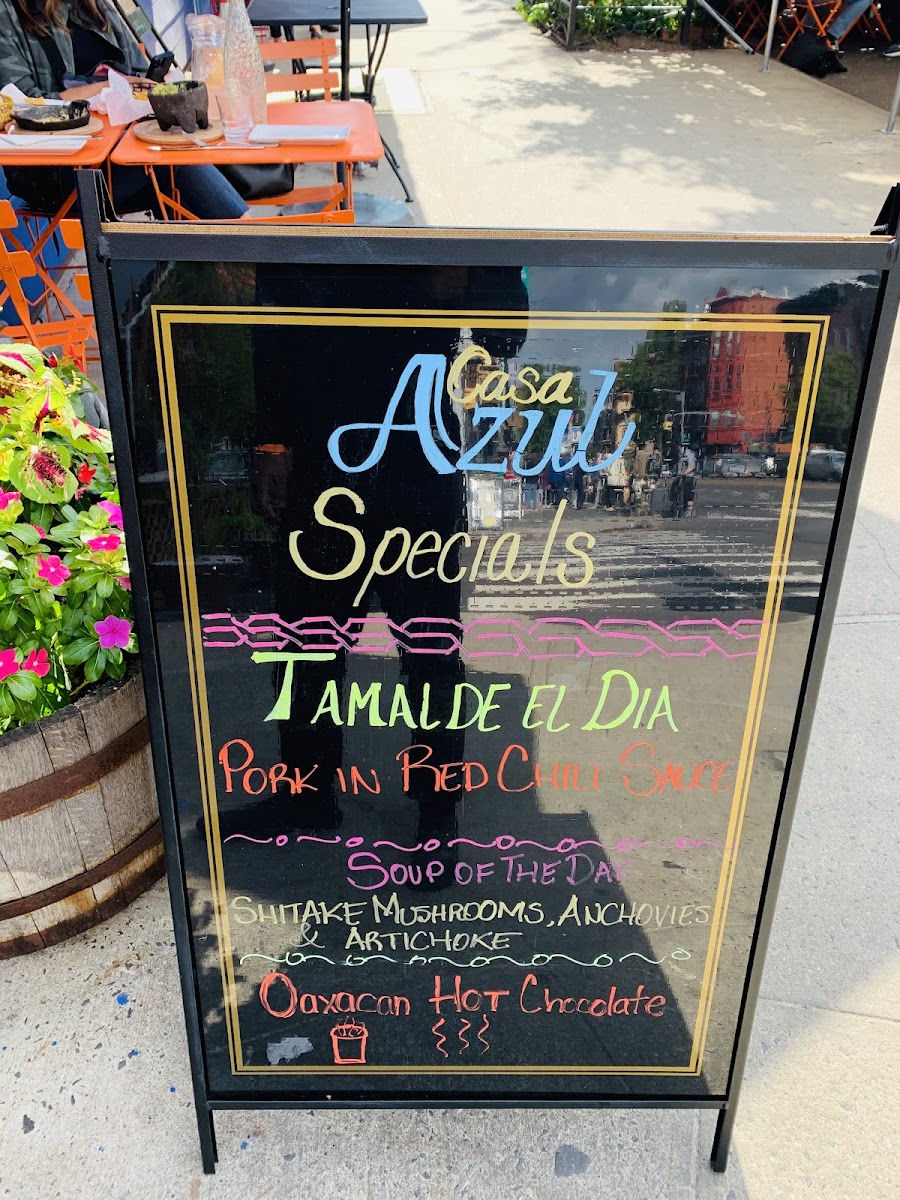 Casa
Azul
Specials
TAMAL DE EL DIA
PORK IN RED CHILI SAUCE
SOUP OF THE DAY
SHITAKE MUSHROOMS, ANCHOVIES
& ARTICHOKE
Oaxacan HOT Chocolate